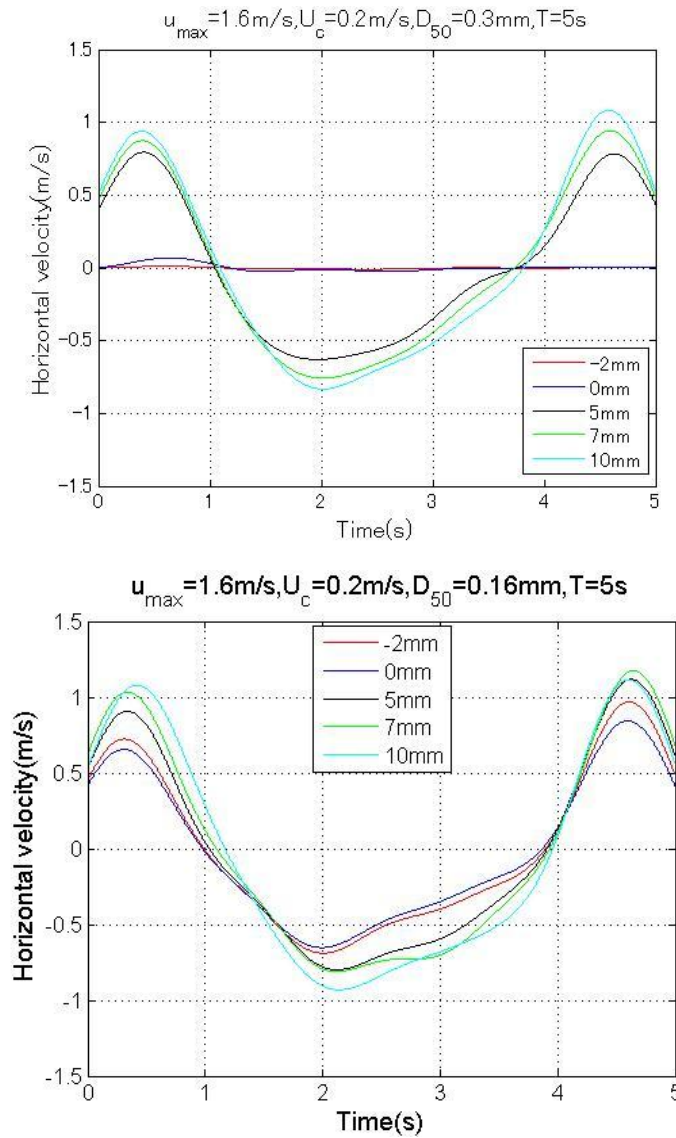 u_max=1.6m/s,U_c=0.2m/s,D_50=0.3mm,T=5s
1.5
1
0.5
0
-0.5
-1
-1.5
Horizontal velocity(m/s)
-2mm
0mm
5mm
7mm
10mm
0 1 2 3 4 5
Time(s)
u_max=1.6m/s,U_c=0.2m/s,D_50=0.16mm,T=5s
1.5
1
0.5
0
-0.5
-1
-1.5
Horizontal velocity(m/s)
-2mm
0mm
5mm
7mm
10mm
0 1 2 3 4 5
Time(s)